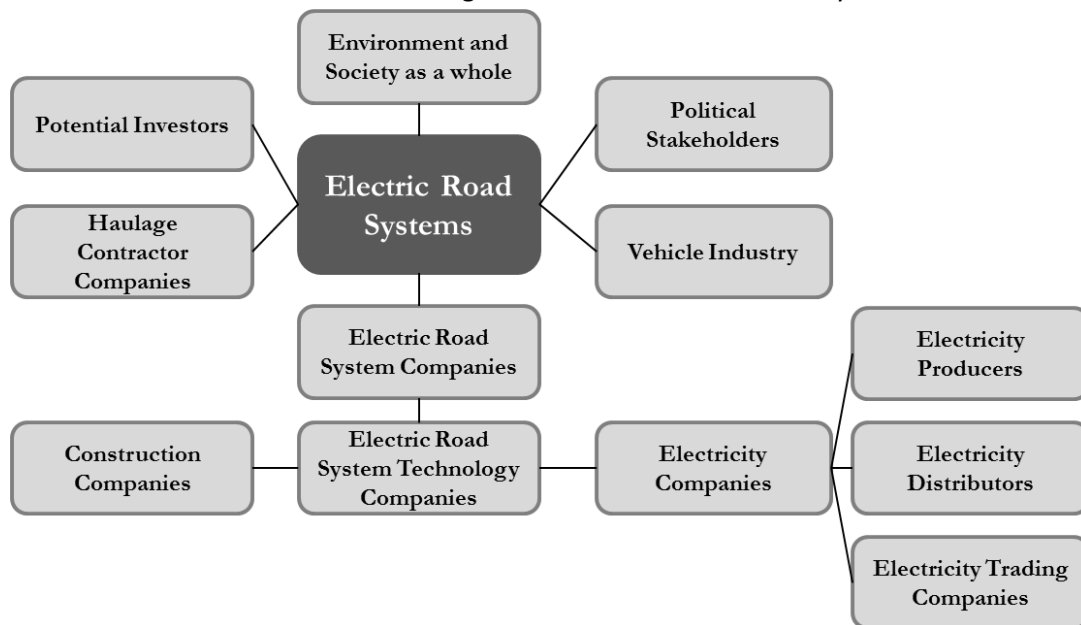 Environment and
Society as a whole
Potential Investors
Political
Stakeholders
Electric Road
Systems
Haulage
Contractor
Companies
Vehicle Industry
Electric Road
System Companies
Electricity
Producers
Construction
Companies
Electric Road
System Technology
Companies
Electricity
Companies
Electricity
Distributors
Electricity Trading
Companies